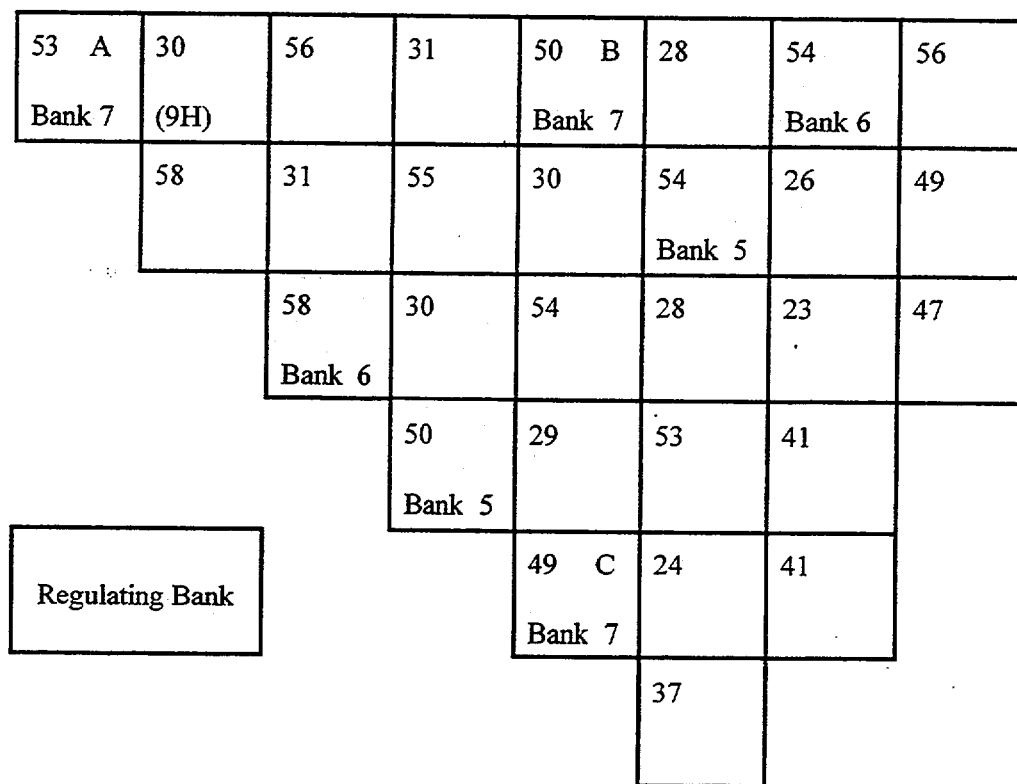 53 A 30 56 31 50 B 28 54 56
Bank 7 (9H) Bank 7 Bank 6
58 31 55 30 54 26 49
Bank 5
58 30 54 28 23 47
Bank 6
50 29 53 41
Bank 5
49 C 24 41
Regulating Bank
Bank 7
37